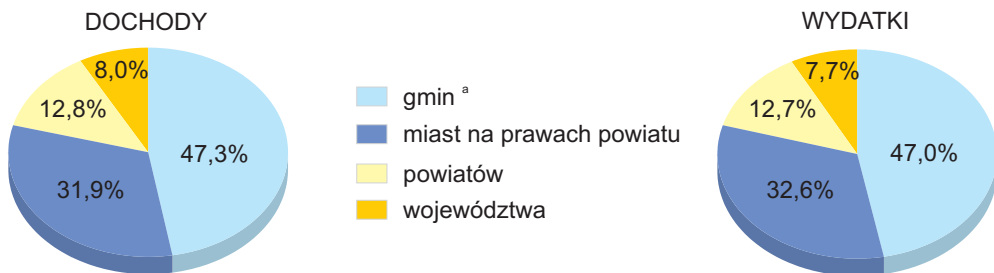 DOCHODY
8,0%
12,8%
47,3%
31,9%
gmin ᵃ
miast na prawach powiatu
powiatów
województwa
WYDATKI
7,7%
12,7%
47,0%
32,6%